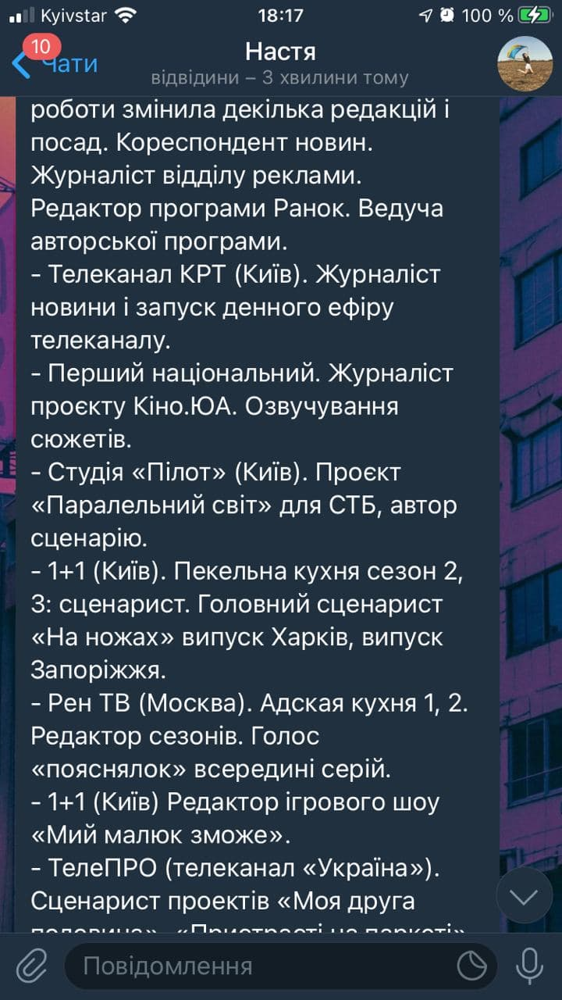 Kyivstar 18:17 100 %
10
Чати
Настя
відвідини – 3 хвилини тому
роботи змінила декілька редакцій і
посад. Кореспондент новин.
Журналіст відділу реклами.
Редактор програми Ранок. Ведуча
авторської програми.
- Телеканал КРТ (Київ). Журналіст
новини і запуск денного ефіру
телеканалу.
- Перший національний. Журналіст
проєкту Кіно.ЮА. Озвучування
сюжетів.
- Студія «Пілот» (Київ). Проєкт
«Паралельний світ» для СТБ, автор
сценарію.
- 1+1 (Київ). Пекельна кухня сезон 2,
3: сценарист. Головний сценарист
«На ножах» випуск Харків, випуск
Запоріжжя.
- Рен ТВ (Москва). Адская кухня 1, 2.
Редактор сезонів. Голос
«пояснялок» всередині серій.
- 1+1 (Київ) Редактор ігрового шоу
«Мий малюк зможе».
- ТелеПРО (телеканал «Україна»).
Сценарист проектів «Моя друга
половина», «Пристрасті на паркеті»
Повідомлення